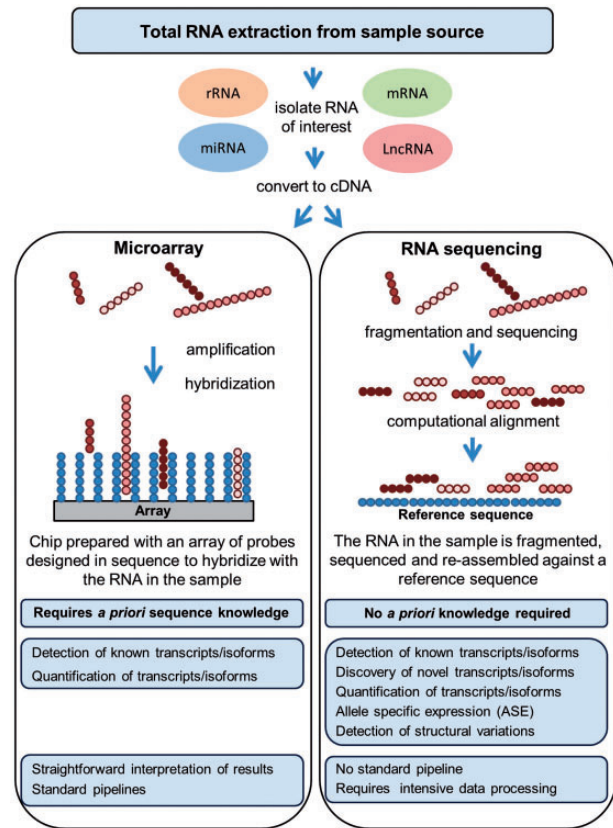 Total RNA extraction from sample source
rRNA
mRNA
isolate RNA
of interest
miRNA
LncRNA
convert to cDNA
Microarray
amplification
hybridization
Array
Chip prepared with an array of probes
designed in sequence to hybridize with
the RNA in the sample
Requires a priori sequence knowledge
Detection of known transcripts/isoforms
Quantification of transcripts/isoforms
Straightforward interpretation of results
Standard pipelines
RNA sequencing
fragmentation and sequencing
computational alignment
Reference sequence
The RNA in the sample is fragmented,
sequenced and re-assembled against a
reference sequence
No a priori knowledge required
Detection of known transcripts/isoforms
Discovery of novel transcripts/isoforms
Quantification of transcripts/isoforms
Allele specific expression (ASE)
Detection of structural variations
No standard pipeline
Requires intensive data processing